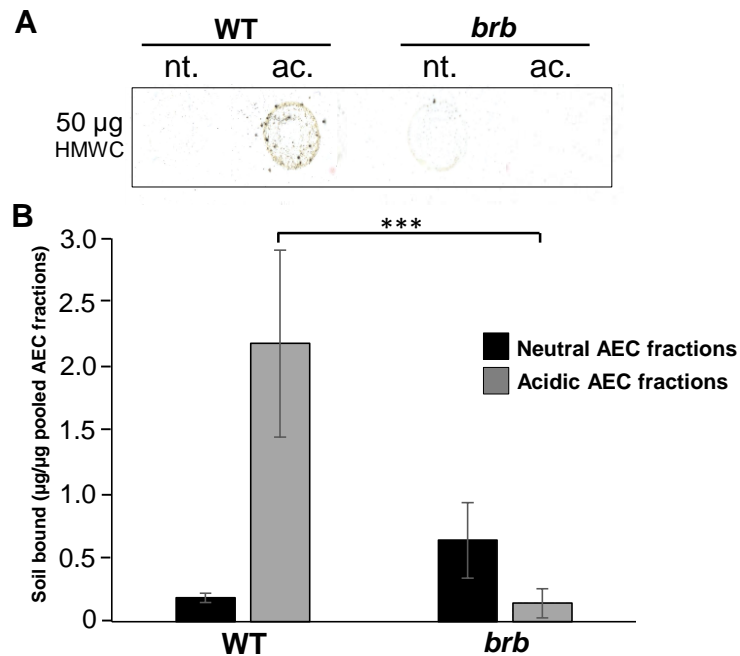 A
WT brb
nt. ac. nt. ac.
50 µg
HMWC
B
***
3.0
2.5
2.0
1.5
1.0
0.5
0
Soil bound (µg/µg pooled AEC fractions)
Neutral AEC fractions
Acidic AEC fractions
WT brb